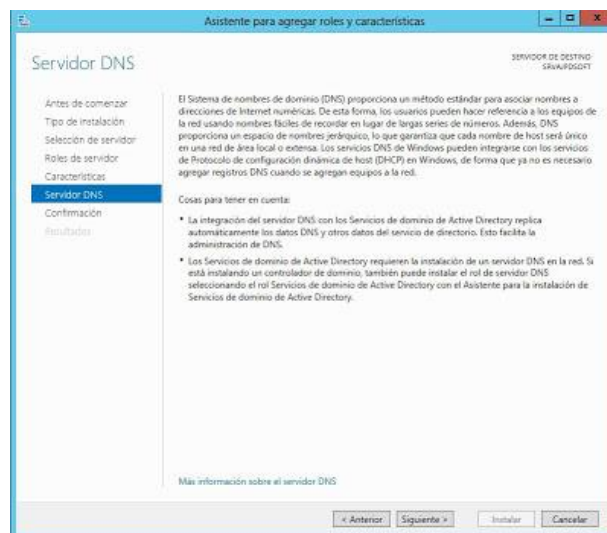 Asistente para agregar roles y características
Servidor DNS
SERVIDOR DE DESTINO
SRVAJPDSOFT
Antes de comenzar
Tipo de instalación
Selección de servidor
Roles de servidor
Características
Servidor DNS
Confirmación
Resultados
El Sistema de nombres de dominio (DNS) proporciona un método estándar para asociar nombres a
direcciones de Internet numéricas. De esta forma, los usuarios pueden hacer referencia a los equipos de
la red usando nombres fáciles de recordar en lugar de largas series de números. Además, DNS
proporciona un espacio de nombres jerárquico, lo que garantiza que cada nombre de host será único
en una red de área local o extensa. Los servicios DNS de Windows pueden integrarse con los servicios
de Protocolo de configuración dinámica de host (DHCP) en Windows, de forma que ya no es necesario
agregar registros DNS cuando se agregan equipos a la red.
Cosas para tener en cuenta:
• La integración del servidor DNS con los Servicios de dominio de Active Directory replica
automáticamente los datos DNS y otros datos del servicio de directorio. Esto facilita la
administración de DNS.
• Los Servicios de dominio de Active Directory requieren la instalación de un servidor DNS en la red. Si
está instalando un controlador de dominio, también puede instalar el rol de servidor DNS
seleccionando el rol Servicios de dominio de Active Directory con el Asistente para la instalación de
Servicios de dominio de Active Directory.
Más información sobre el servidor DNS
< Anterior
Siguiente >
Instalar
Cancelar